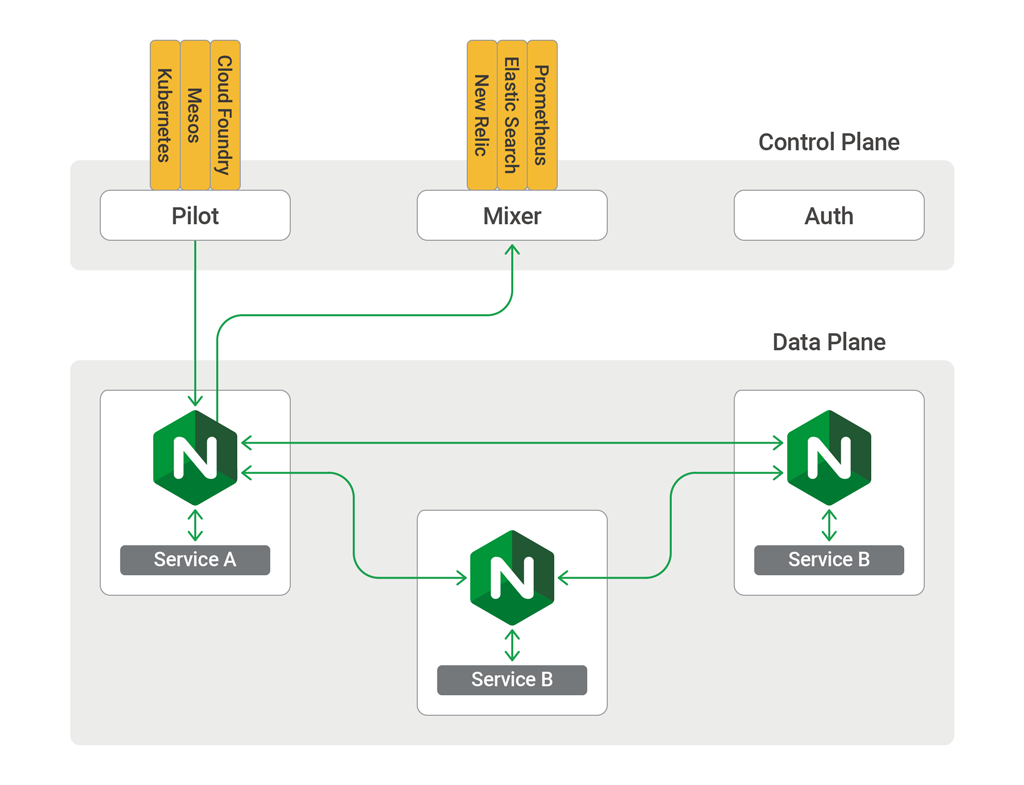 Kubernetes
Mesos
Cloud Foundry
New Relic
Elastic Search
Prometheus
Control Plane
Pilot
Mixer
Auth
Data Plane
N
N
Service A
Service B
N
Service B